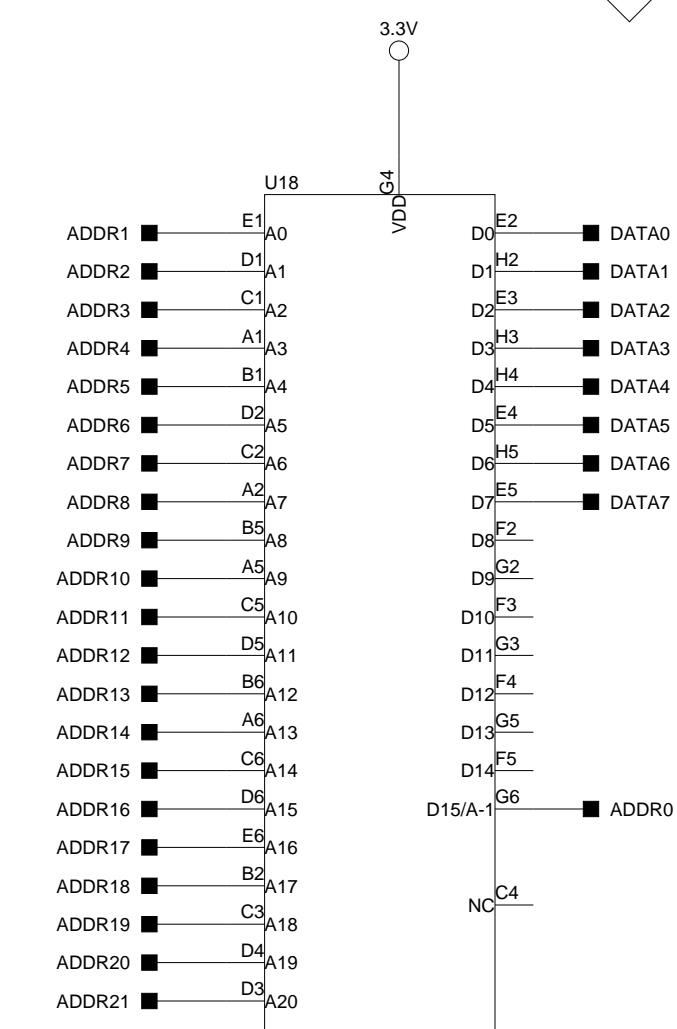 3.3V
U18
G4
VDD
ADDR1 E1 A0 D0 E2 DATA0
ADDR2 D1 A1 D1 H2 DATA1
ADDR3 C1 A2 D2 E3 DATA2
ADDR4 A1 A3 D3 H3 DATA3
ADDR5 B1 A4 D4 H4 DATA4
ADDR6 D2 A5 D5 E4 DATA5
ADDR7 C2 A6 D6 H5 DATA6
ADDR8 A2 A7 D7 E5 DATA7
ADDR9 B5 A8 D8 F2
ADDR10 A5 A9 D9 G2
ADDR11 C5 A10 D10 F3
ADDR12 D5 A11 D11 G3
ADDR13 B6 A12 D12 F4
ADDR14 A6 A13 D13 G5
ADDR15 C6 A14 D14 F5
ADDR16 D6 A15 D15/A-1 G6 ADDR0
ADDR17 E6 A16
ADDR18 B2 A17 NC C4
ADDR19 C3 A18
ADDR20 D4 A19
ADDR21 D3 A20